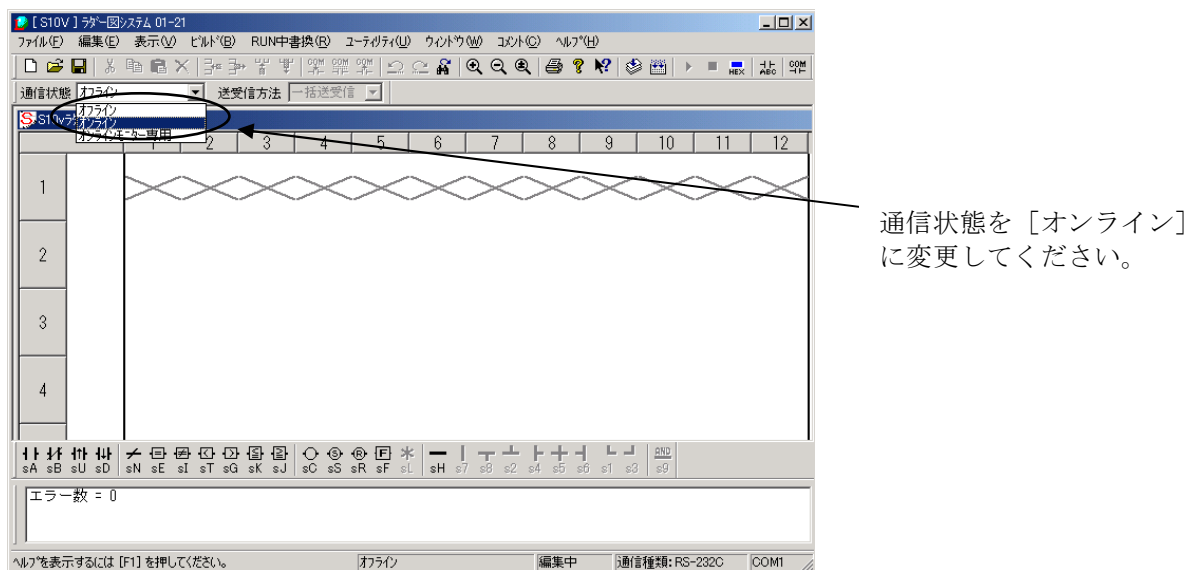 [ S10V ] ﾗﾀﾞｰ図ｼｽﾃﾑ 01-21
ﾌｧｲﾙ(F) 編集(E) 表示(V) ﾋﾞﾙﾄﾞ(B) RUN中書換(R) ﾕｰﾃｨﾘﾃｨ(U) ｳｨﾝﾄﾞｳ(W) ｺﾒﾝﾄ(C) ﾍﾙﾌﾟ(H)
COM COM COM HEX ABC COM
通信状態 ｵﾌﾗｲﾝ 送受信方法 一括送受信
ｵﾌﾗｲﾝ
ｵﾝﾗｲﾝ
ｵﾝﾗｲﾝﾓﾆﾀｰ専用
S10v
1 2 3 4 5 6 7 8 9 10 11 12
1
2
3
4
通信状態を［オンライン］
に変更してください。
sA sB sU sD sN sE sI sT sG sK sJ sC sS sR sF sL sH s7 s8 s2 s4 s5 s6 s1 s3 s9
AND
エラー数 = 0
ﾍﾙﾌﾟを表示するには [F1] を押してください。 ｵﾌﾗｲﾝ 編集中 通信種類: RS-232C COM1